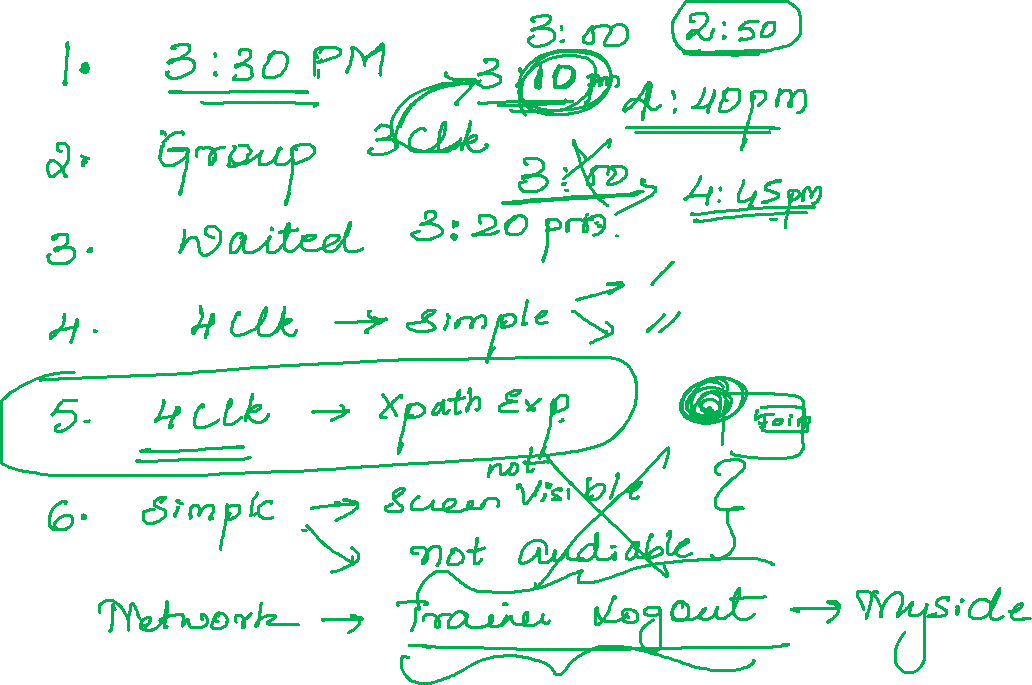 3:00 2:50
1. 3:30 PM 3:10 pm 4:40pm
2. Group 3 Clk
3:00 4:45pm
3. Waited 3:20 pm.
4. 4 Clk → Simple → / → //
5. 4 Clk → Xpath Exp. Join
6. Simple → Screen not Visible
→ not audiable
Network → Trainer Logout → Myside